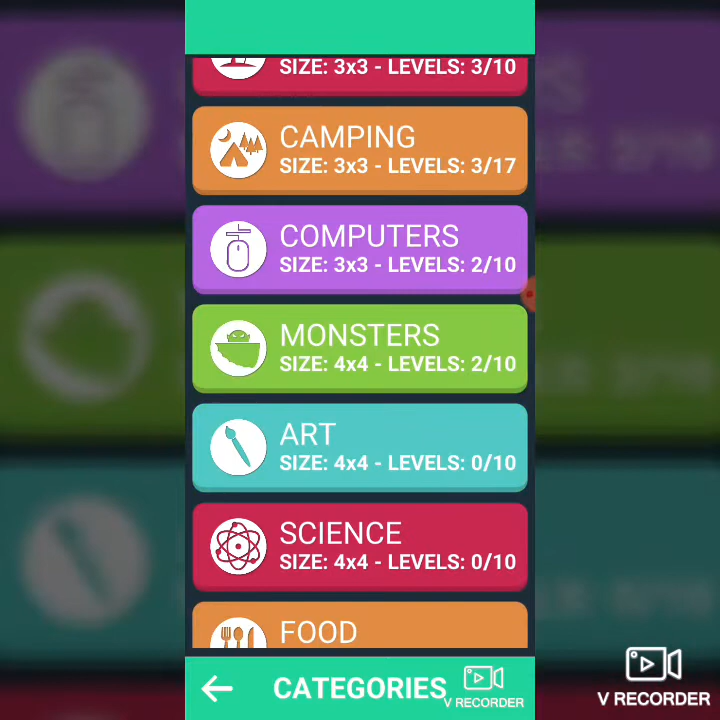 SIZE: 3x3 - LEVELS: 3/10
CAMPING
SIZE: 3x3 - LEVELS: 3/17
COMPUTERS
SIZE: 3x3 - LEVELS: 2/10
MONSTERS
SIZE: 4x4 - LEVELS: 2/10
ART
SIZE: 4x4 - LEVELS: 0/10
SCIENCE
SIZE: 4x4 - LEVELS: 0/10
FOOD
CATEGORIES
V RECORDER
V RECORDER